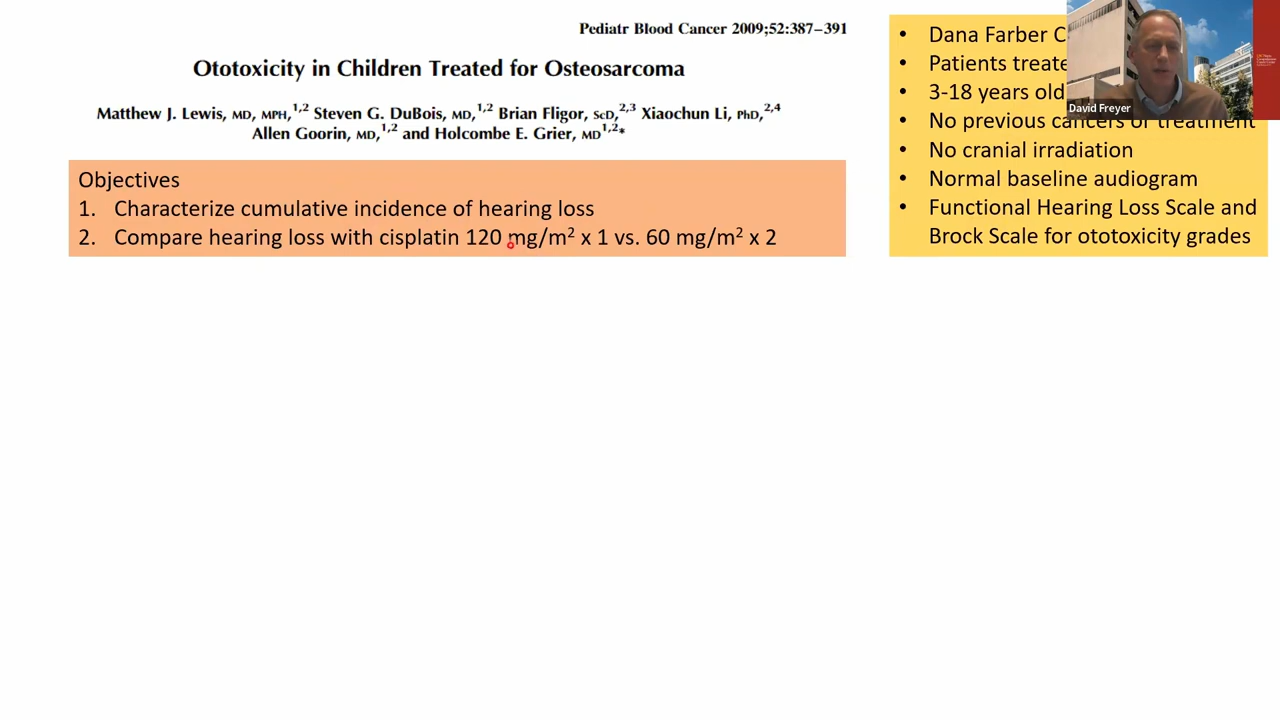 Pediatr Blood Cancer 2009;52:387–391
Ototoxicity in Children Treated for Osteosarcoma
Matthew J. Lewis, MD, MPH,1,2 Steven G. DuBois, MD,1,2 Brian Fligor, ScD,2,3 Xiaochun Li, PhD,2,4
Allen Goorin, MD,1,2 and Holcombe E. Grier, MD1,2*
Objectives
1. Characterize cumulative incidence of hearing loss
2. Compare hearing loss with cisplatin 120 mg/m2 x 1 vs. 60 mg/m2 x 2
• Dana Farber
• Patients
• 3-18 years old
• No previous cancers or treatment
• No cranial irradiation
• Normal baseline audiogram
• Functional Hearing Loss Scale and
Brock Scale for ototoxicity grades
David Freyer